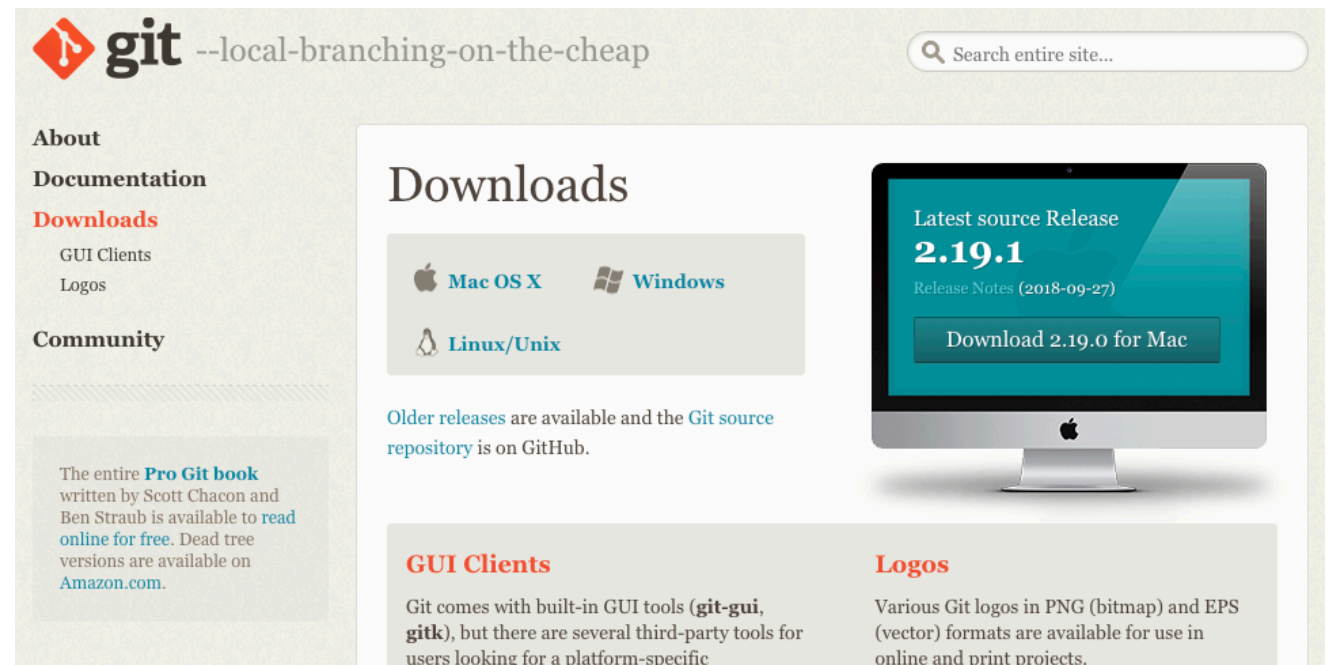 git --local-branching-on-the-cheap
Search entire site...
About
Documentation
Downloads
GUI Clients
Logos
Community
The entire Pro Git book
written by Scott Chacon and
Ben Straub is available to read
online for free. Dead tree
versions are available on
Amazon.com.
Downloads
Mac OS X
Windows
Linux/Unix
Older releases are available and the Git source
repository is on GitHub.
Latest source Release
2.19.1
Release Notes (2018-09-27)
Download 2.19.0 for Mac
GUI Clients
Git comes with built-in GUI tools (git-gui,
gitk), but there are several third-party tools for
users looking for a platform-specific
Logos
Various Git logos in PNG (bitmap) and EPS
(vector) formats are available for use in
online and print projects.